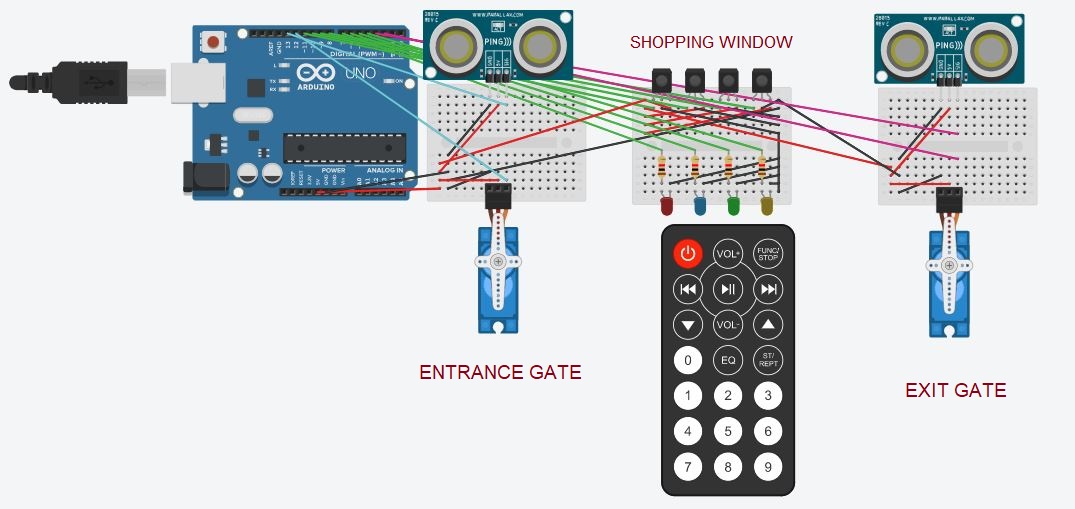 28015
REV C
WWW.PARALLAX.COM
PING)))
GND
5V
SIG
28015
REV C
WWW.PARALLAX.COM
PING)))
GND
5V
SIG
SHOPPING WINDOW
AREF
GND
13
12
DIGITAL (PWM~)
L
TX
RX
UNO
ARDUINO
ON
POWER
ANALOG IN
IOREF
RESET
3.3V
5V
GND
GND
Vin
A0
A1
A2
VOL+
FUNC/
STOP
VOL-
0
EQ
ST/
REPT
1 2 3
4 5 6
7 8 9
ENTRANCE GATE
EXIT GATE